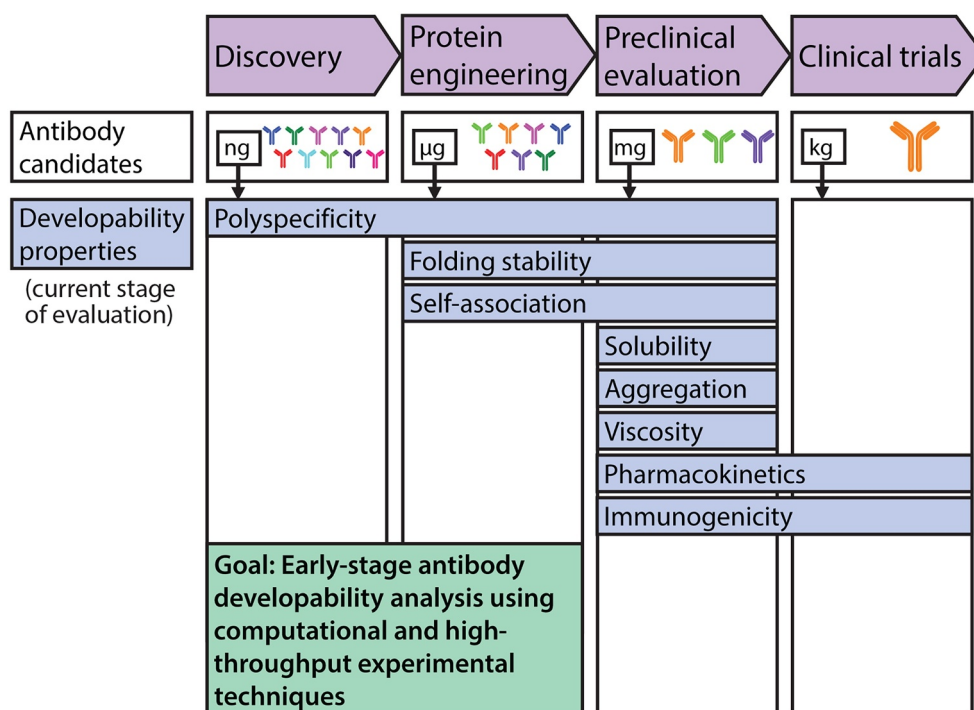 Discovery
Protein
engineering
Preclinical
evaluation
Clinical trials
Antibody
candidates
ng
µg
mg
kg
Developability
properties
(current stage
of evaluation)
Polyspecificity
Folding stability
Self-association
Solubility
Aggregation
Viscosity
Pharmacokinetics
Immunogenicity
Goal: Early-stage antibody
developability analysis using
computational and high-
throughput experimental
techniques